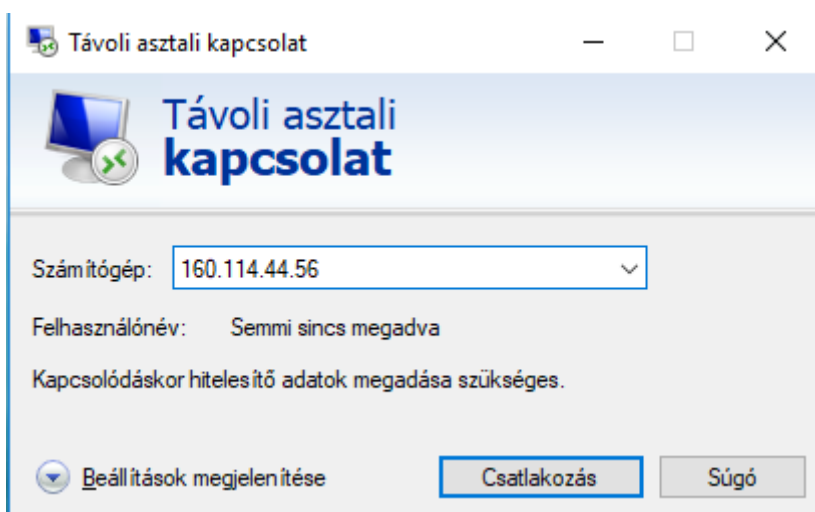 Távoli asztali kapcsolat
Távoli asztali
kapcsolat
Számítógép: 160.114.44.56
Felhasználónév: Semmi sincs megadva
Kapcsolódáskor hitelesítő adatok megadása szükséges.
Beállítások megjelenítése Csatlakozás Súgó